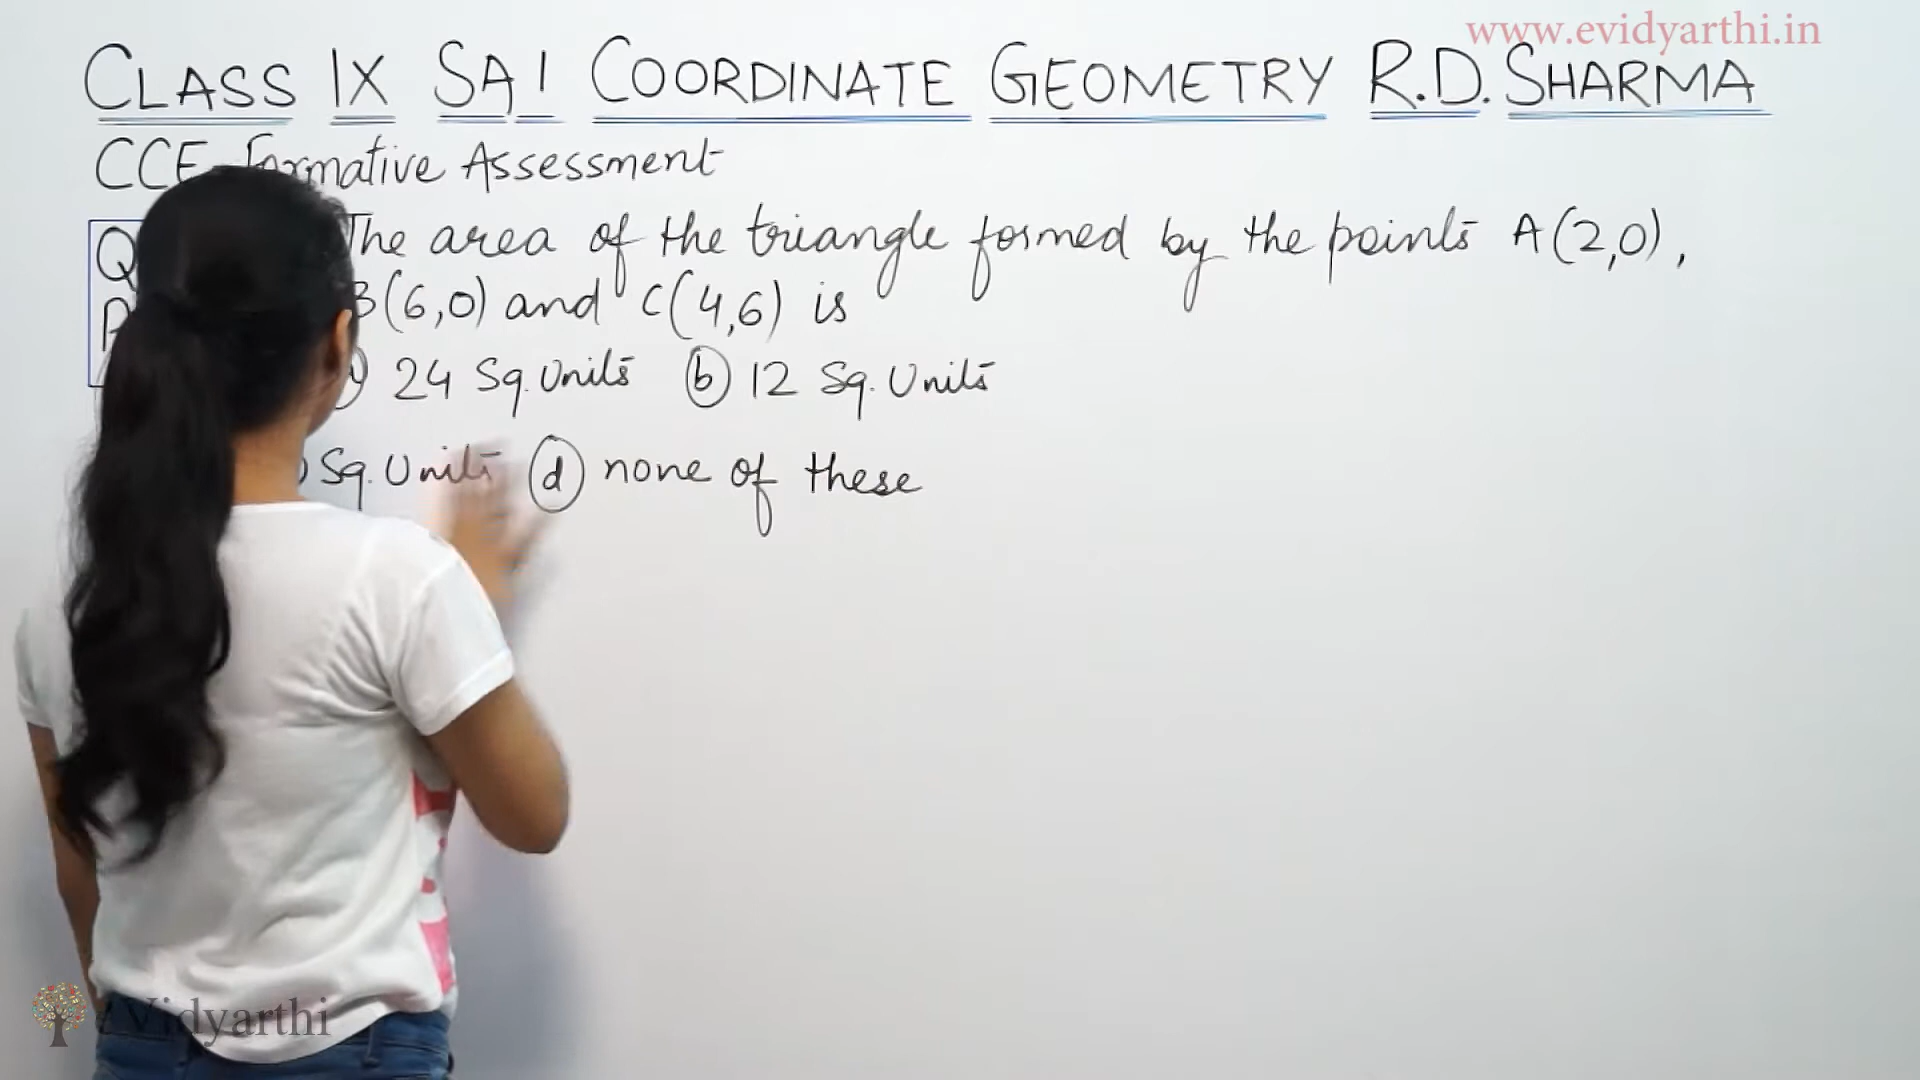 www.evidyarthi.in
CLASS IX SA1 COORDINATE GEOMETRY R.D. SHARMA
CCE Formative Assessment
Q The area of the triangle formed by the points A(2,0),
B(6,0) and C(4,6) is
24 Sq. Units (b) 12 Sq. Units
Sq. Units (d) none of these
eVidyarthi